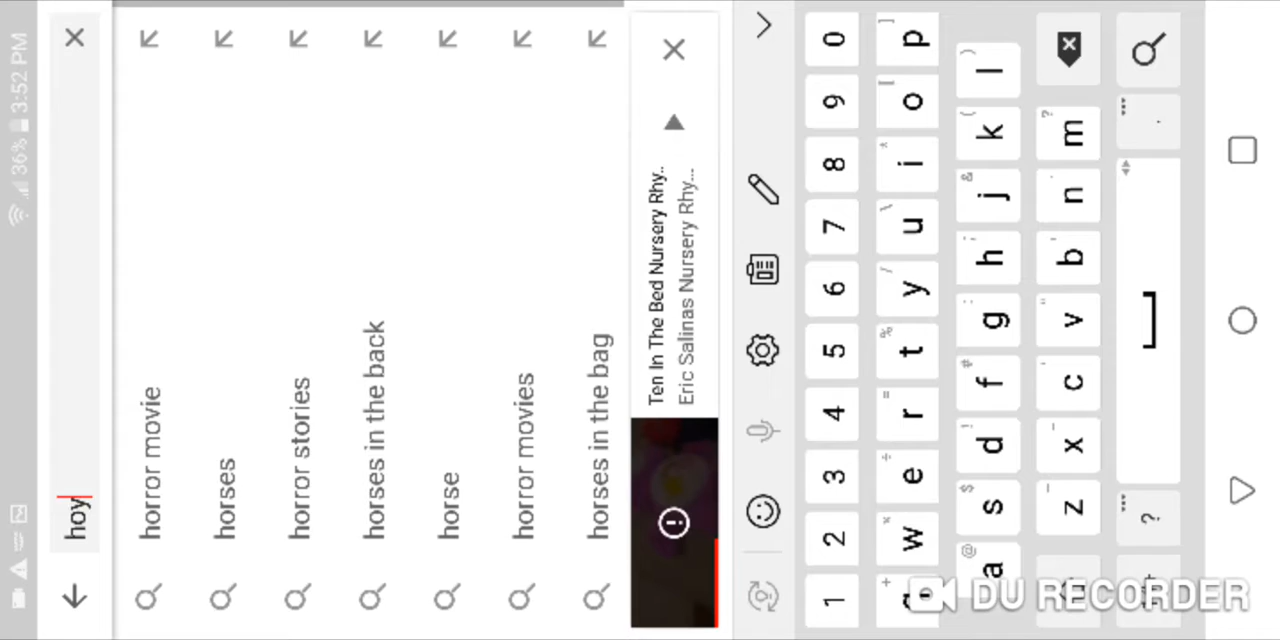 36% 3:52 PM
hoy
horror movie
horses
horror stories
horses in the back
horse
horror movies
horses in the bag
Ten In The Bed Nursery Rhy..
Eric Salinas Nursery Rhy...
1 2 3 4 5 6 7 8 9 0
q w e r t y u i o p
a s d f g h j k l
z x c v b n m
? .
DU RECORDER